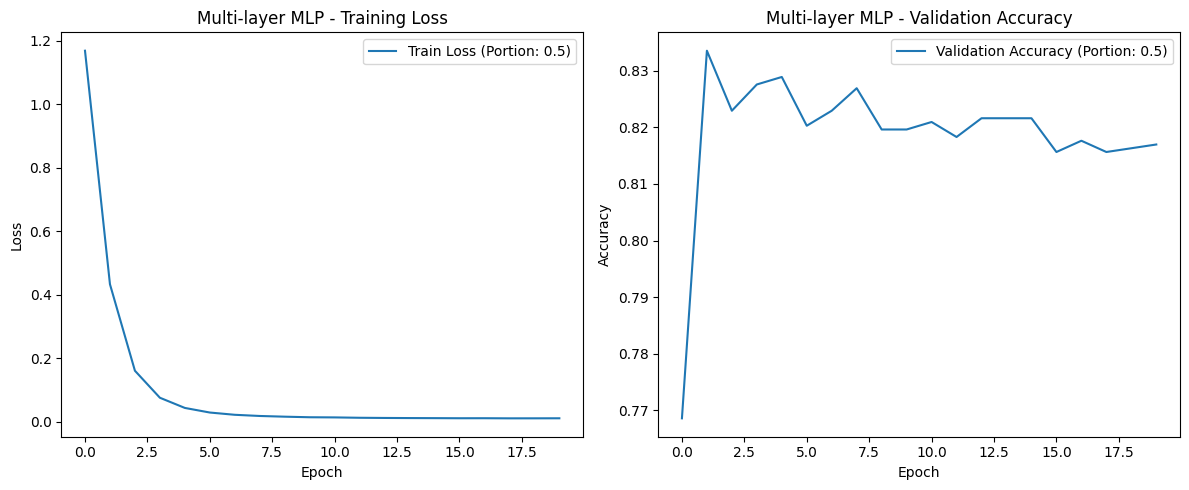 Multi-layer MLP - Training Loss
Train Loss (Portion: 0.5)
1.2
1.0
0.8
0.6
0.4
0.2
0.0
Loss
0.0 2.5 5.0 7.5 10.0 12.5 15.0 17.5
Epoch
Multi-layer MLP - Validation Accuracy
Validation Accuracy (Portion: 0.5)
0.83
0.82
0.81
0.80
0.79
0.78
0.77
Accuracy
0.0 2.5 5.0 7.5 10.0 12.5 15.0 17.5
Epoch